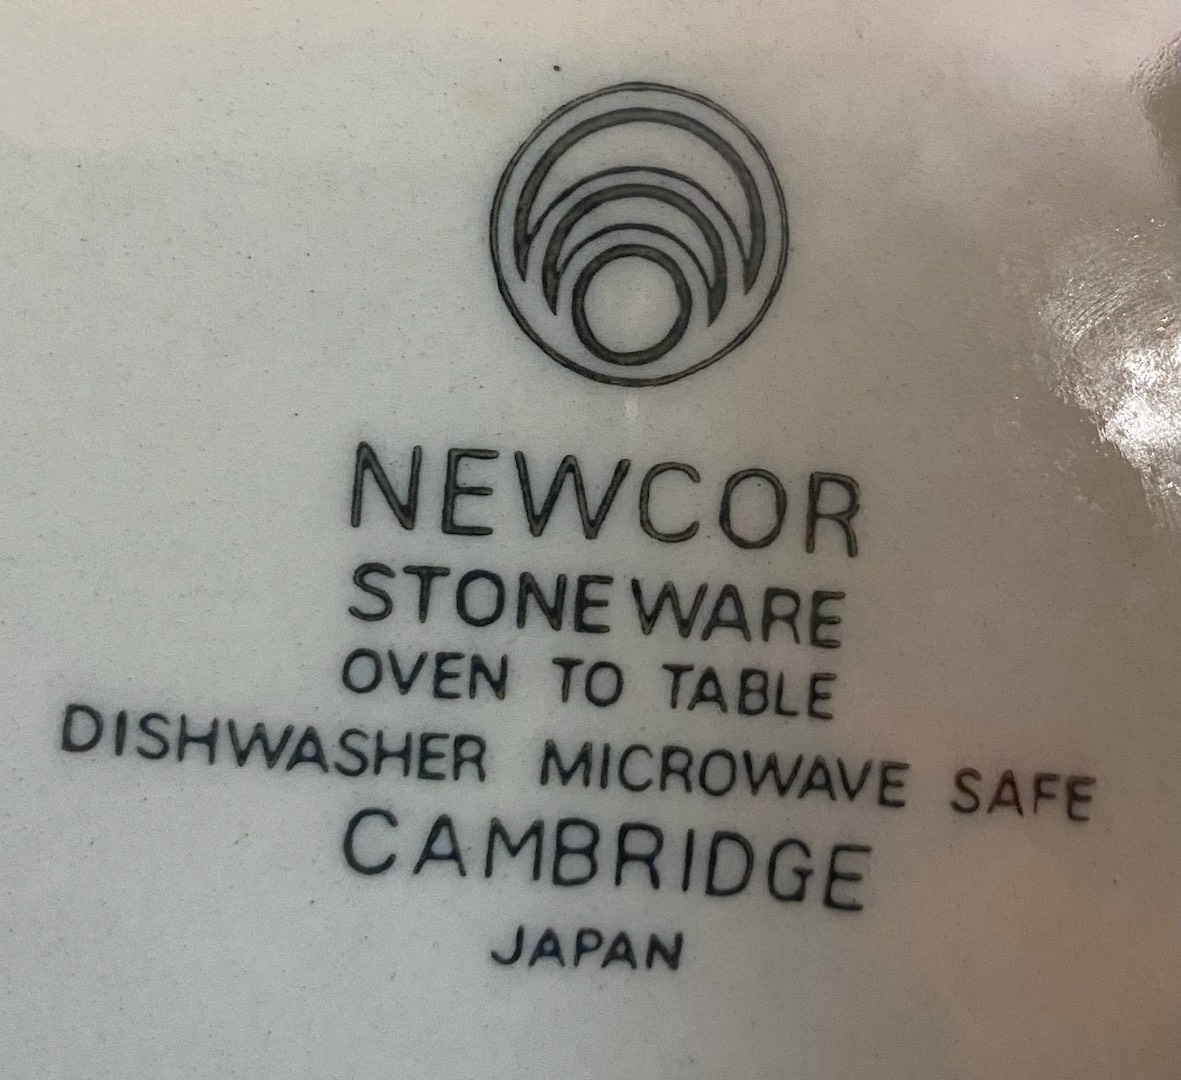 NEWCOR
STONEWARE
OVEN TO TABLE
DISHWASHER MICROWAVE SAFE
CAMBRIDGE
JAPAN